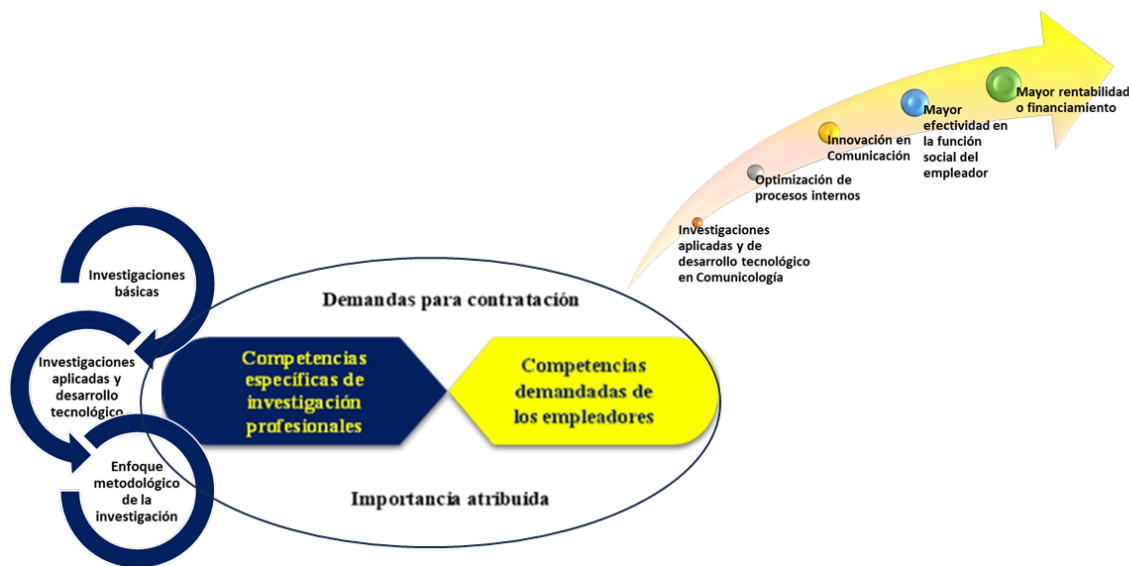 Investigaciones
básicas
Investigaciones
aplicadas y
desarrollo
tecnológico
Enfoque
metodológico
de la
investigación
Demandas para contratación
Competencias
específicas de
investigación
profesionales
Competencias
demandadas de
los empleadores
Importancia atribuida
Investigaciones
aplicadas y de
desarrollo tecnológico
en Comunicología
Optimización de
procesos internos
Innovación en
Comunicación
Mayor
efectividad en
la función
social del
empleador
Mayor rentabilidad
o financiamiento